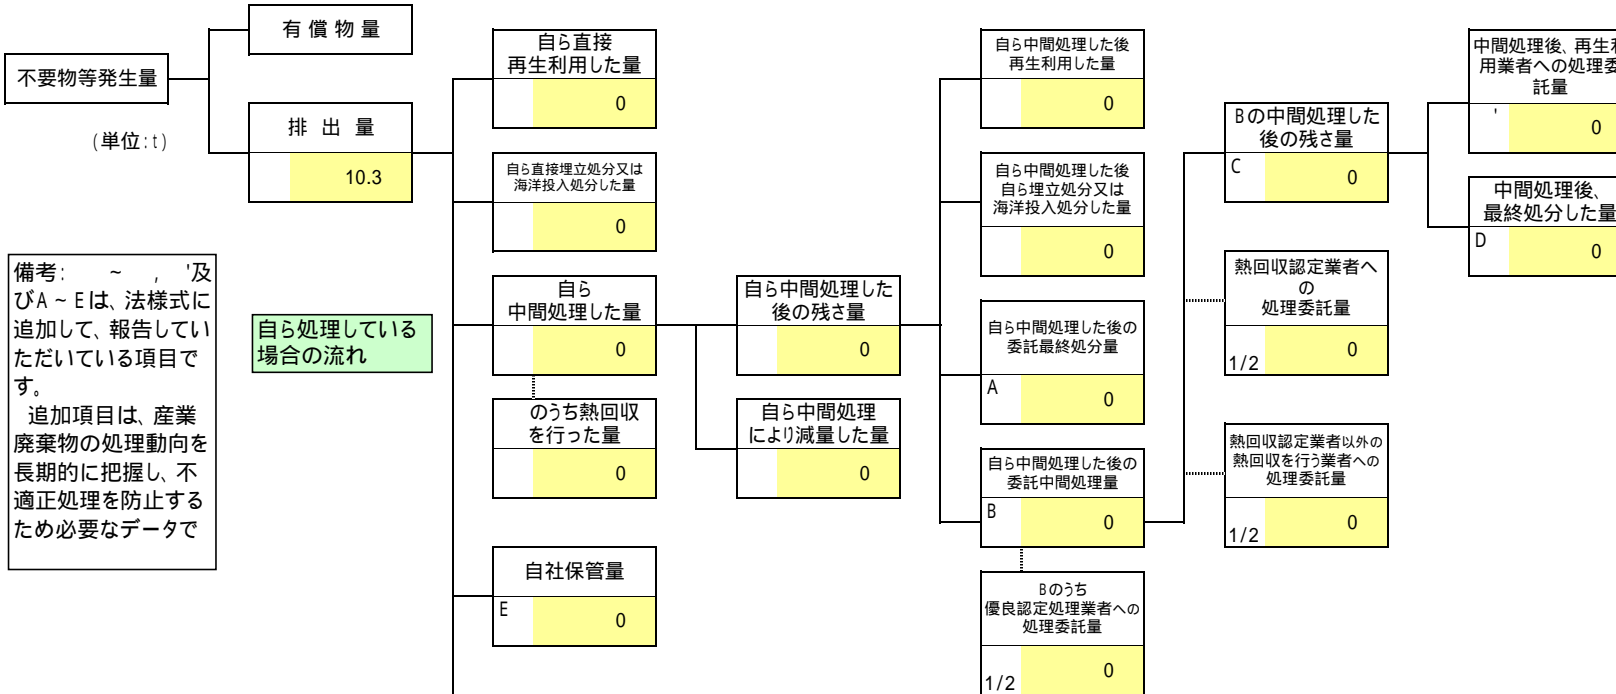 不要物等発生量
(単位:t)
有 償 物 量
排 出 量
10.3
備考:　～　,　'及
びA～Eは、法様式に
追加して、報告してい
ただいている項目で
す。
追加項目は、産業
廃棄物の処理動向を
長期的に把握し、不
適正処理を防止する
ため必要なデータで
自ら処理している
場合の流れ
自ら直接
再生利用した量
0
自ら直接埋立処分又は
海洋投入処分した量
0
自ら
中間処理した量
0
のうち熱回収
を行った量
0
自社保管量
E
0
自ら中間処理した
後の残さ量
0
自ら中間処理
により減量した量
0
自ら中間処理した後
再生利用した量
0
自ら中間処理した後
自ら埋立処分又は
海洋投入処分した量
0
自ら中間処理した後の
委託最終処分量
A
0
自ら中間処理した後の
委託中間処理量
B
0
Bのうち
優良認定処理業者への
処理委託量
1/2
0
Bの中間処理した
後の残さ量
C
0
熱回収認定業者へ
の
処理委託量
1/2
0
熱回収認定業者以外の
熱回収を行う業者への
処理委託量
1/2
0
中間処理後、再生利
用業者への処理委
託量
'
0
中間処理後、
最終処分した量
D
0